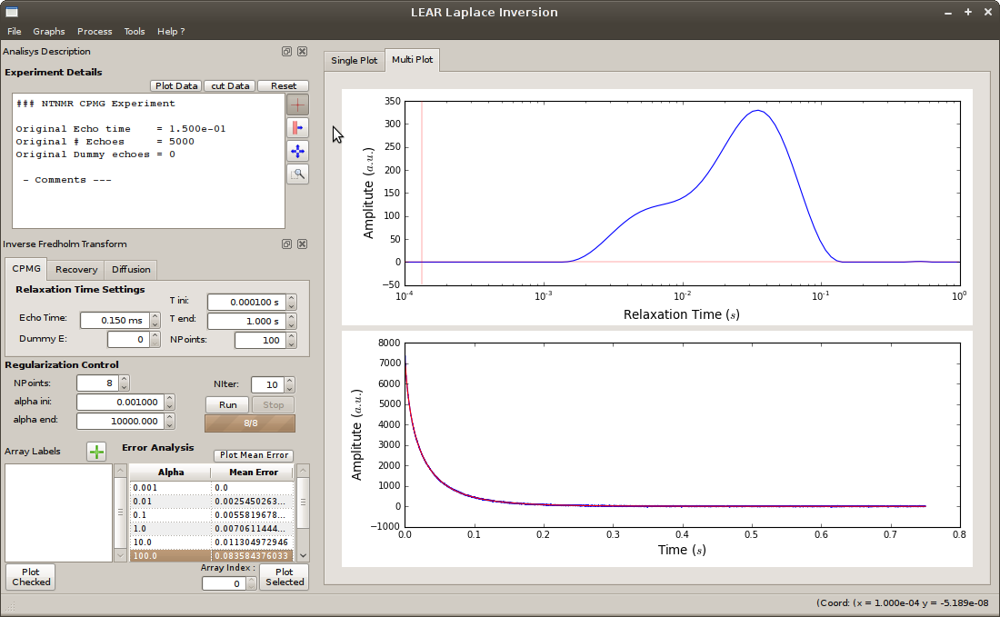 LEAR Laplace Inversion
File Graphs Process Tools Help ?
Analisys Description
Experiment Details
Plot Data cut Data Reset
### NTNMR CPMG Experiment
Original Echo time = 1.500e-01
Original # Echoes = 5000
Original Dummy echoes = 0
- Comments ---
Inverse Fredholm Transform
CPMG Recovery Diffusion
Relaxation Time Settings
T ini: 0.000100 s
Echo Time: 0.150 ms T end: 1.000 s
Dummy E: 0 NPoints: 100
Regularization Control
NPoints: 8 NIter: 10
alpha ini: 0.001000 Run Stop
alpha end: 10000.000 8/8
Array Labels Error Analysis Plot Mean Error
Alpha Mean Error
0.001 0.0
0.01 0.0025450263...
0.1 0.0055819678...
1.0 0.0070611444...
10.0 0.011304972946
100.0 0.083584376033
Plot Checked Array Index : 0 Plot Selected
Single Plot Multi Plot
350
300
250
200
150
100
50
0
−50
Amplitute (a.u.)
10^-4 10^-3 10^-2 10^-1 10^0
Relaxation Time (s)
8000
7000
6000
5000
4000
3000
2000
1000
0
−1000
Amplitute (a.u.)
0.0 0.1 0.2 0.3 0.4 0.5 0.6 0.7 0.8
Time (s)
(Coord: (x = 1.000e-04 y = -5.189e-08